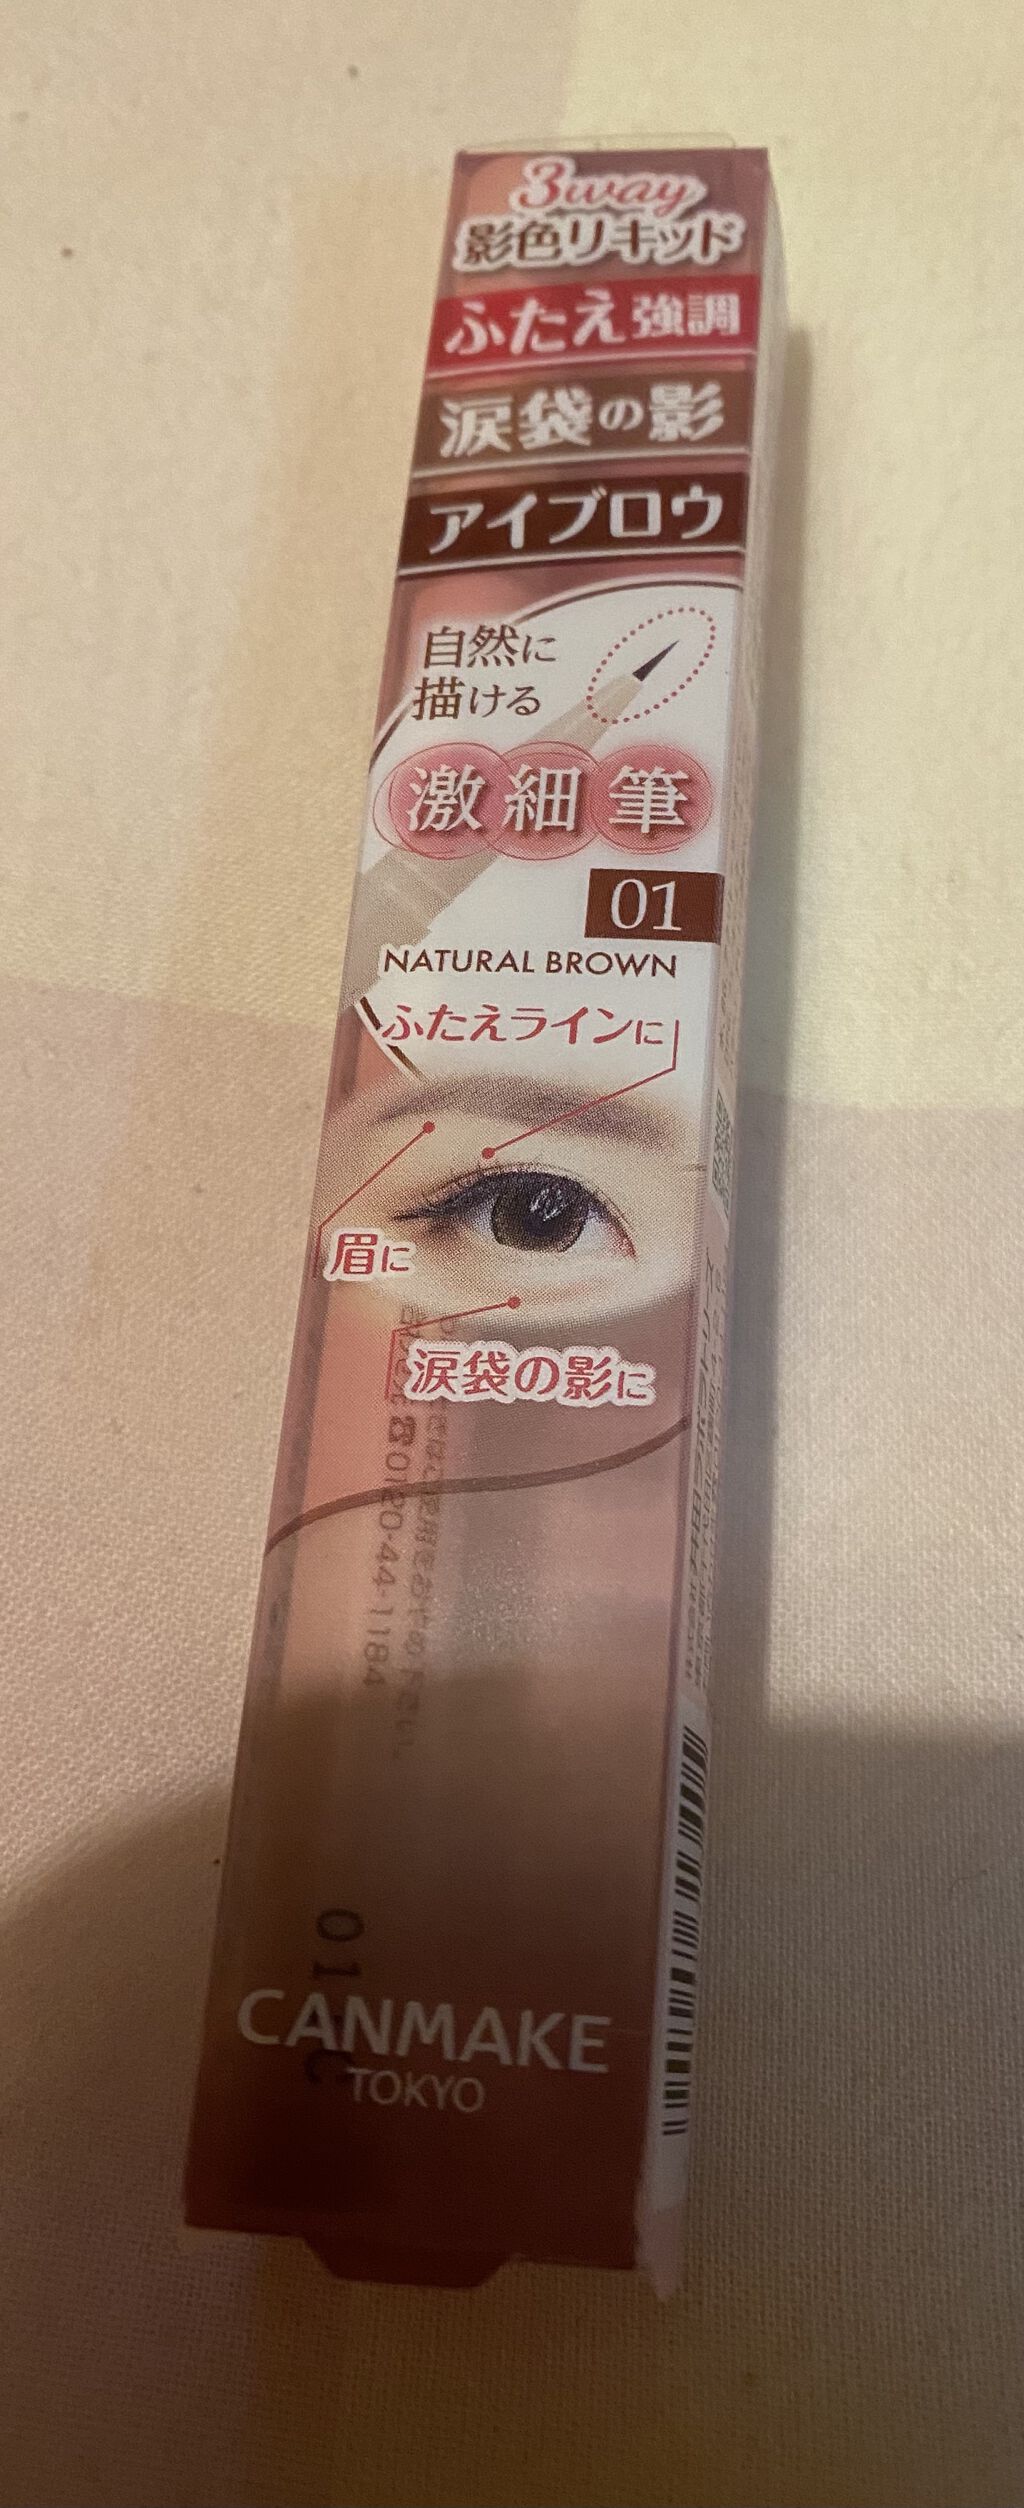 3way
影色リキッド
ふたえ強調
涙袋の影
アイブロウ
自然に
描ける
激細筆
01
NATURAL BROWN
ふたえラインに
眉に
涙袋の影に
0120-44-1184
01
CANMAKE
TOKYO